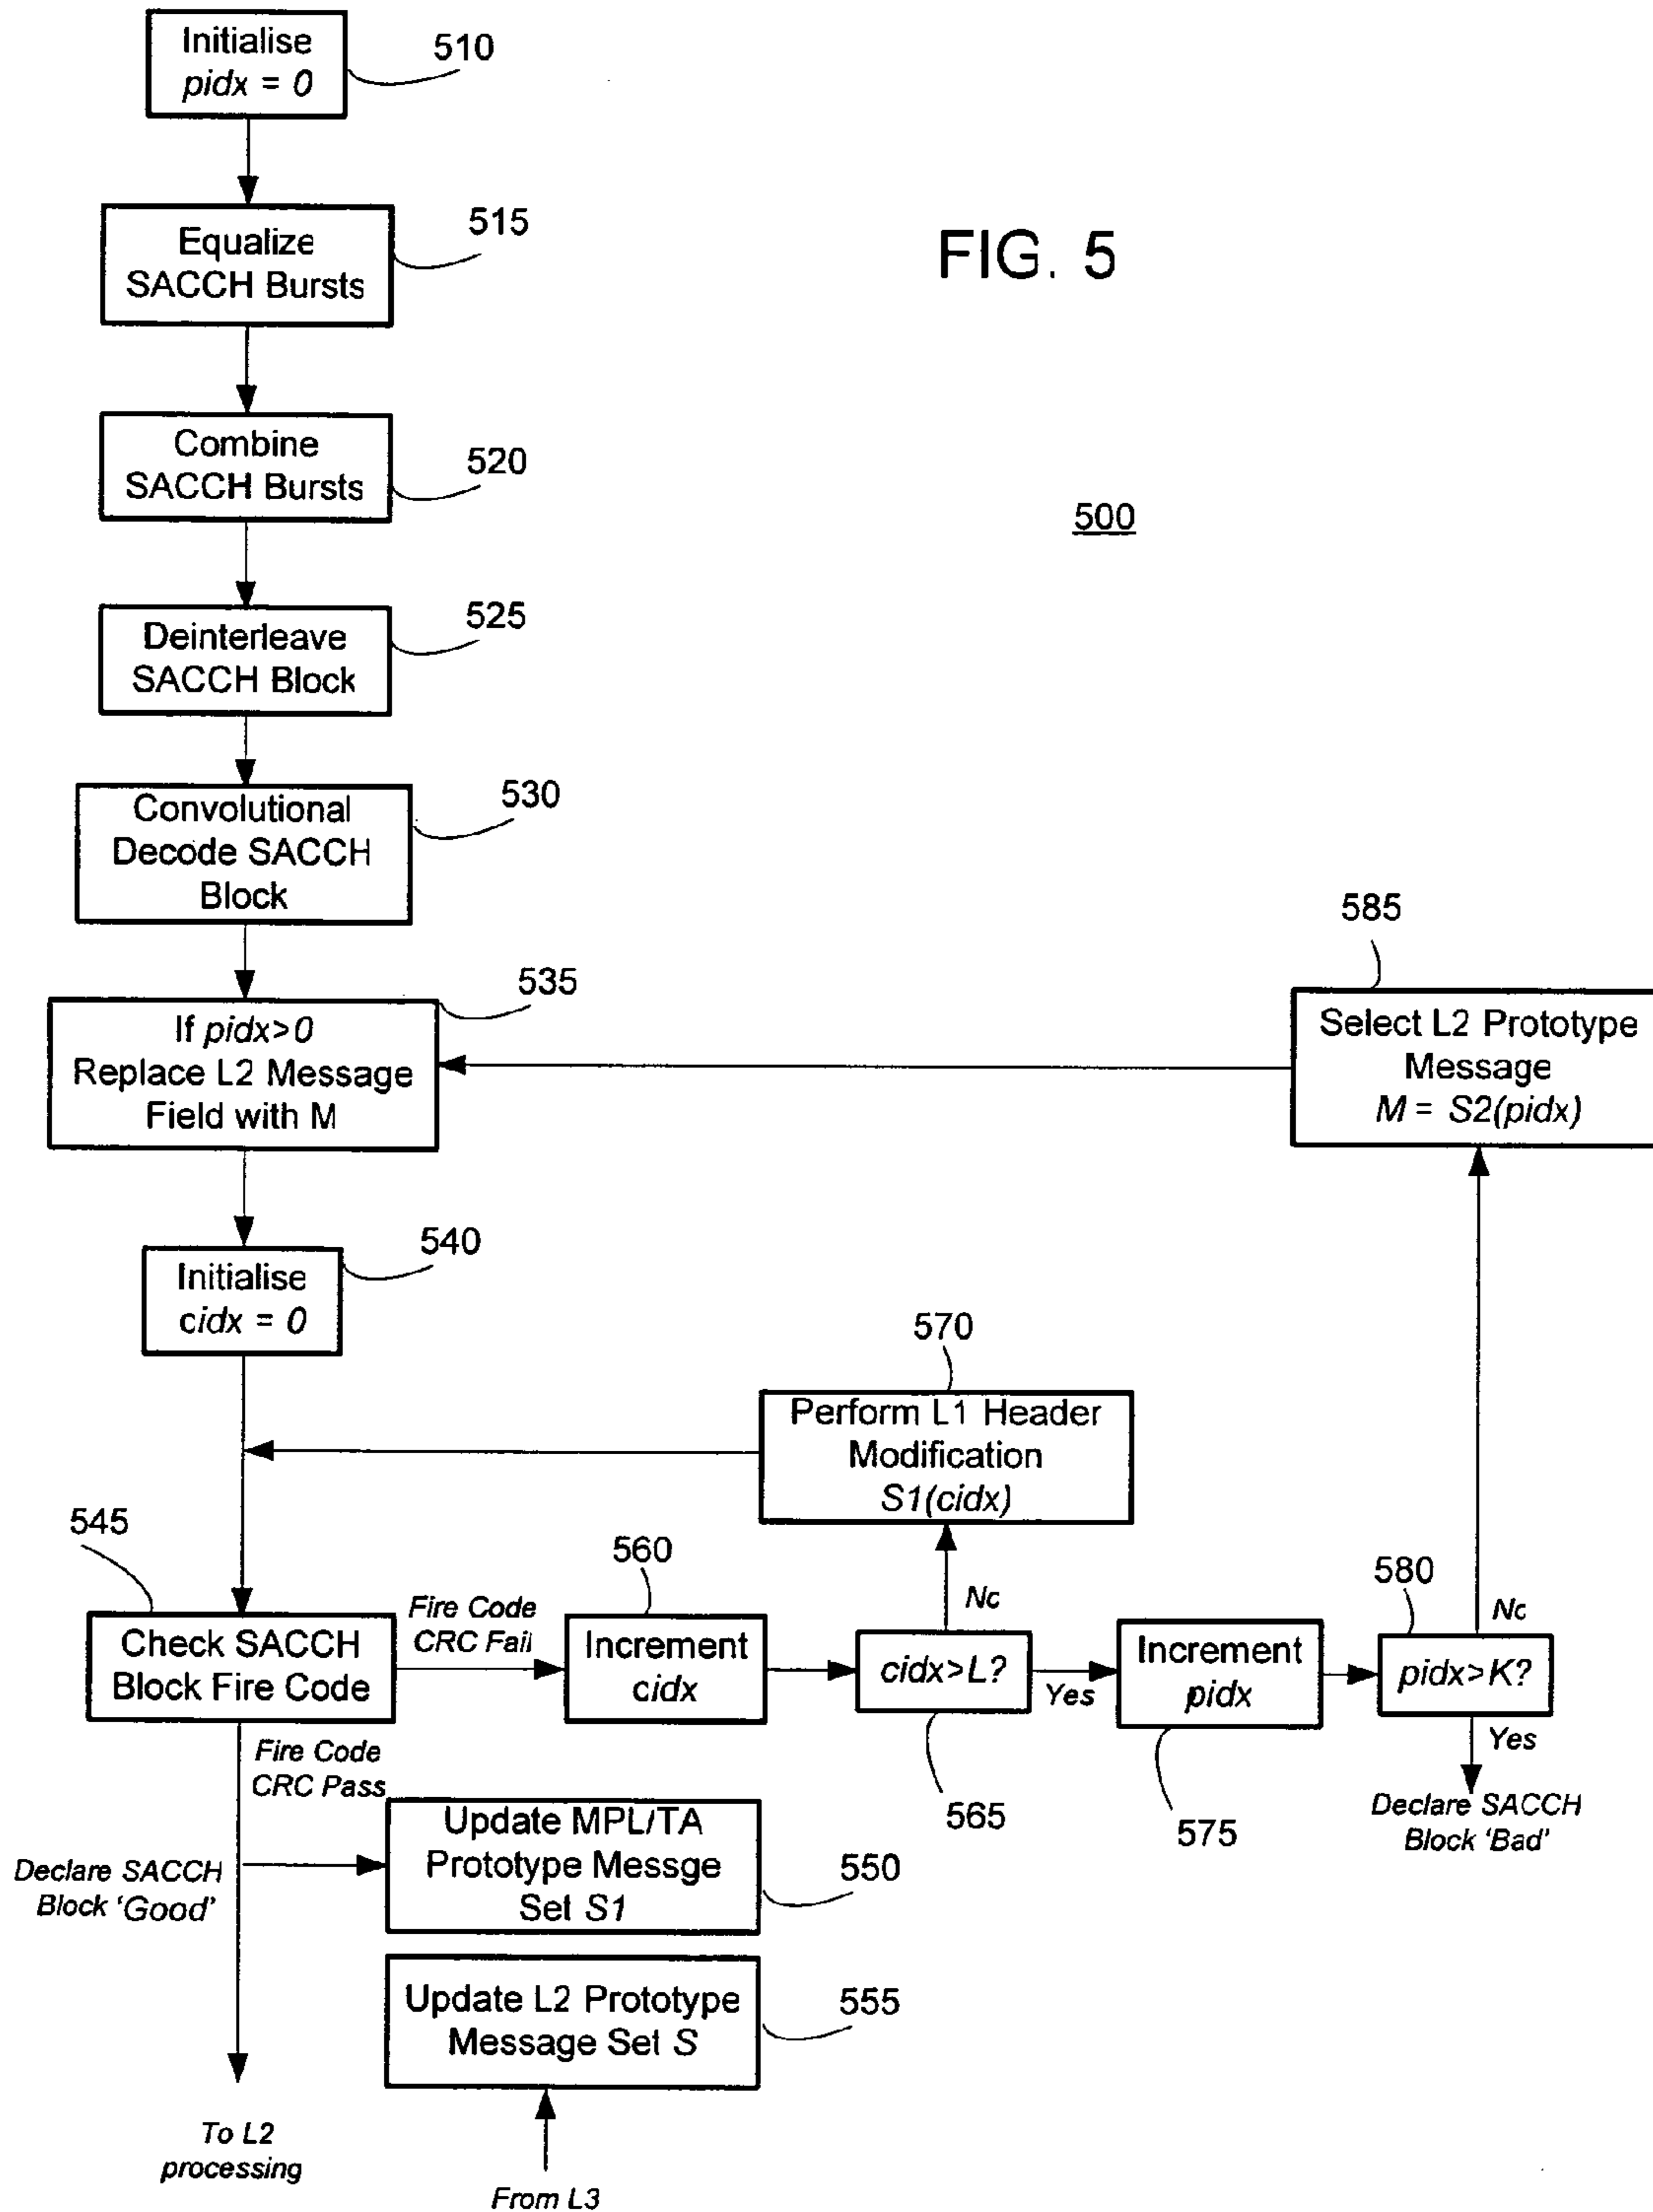 Initialise
pidx = 0
510
Equalize
SACCH Bursts
515
FIG. 5
Combine
SACCH Bursts
520
500
Deinterleave
SACCH Block
525
Convolutional
Decode SACCH
Block
530
If pidx>0
Replace L2 Message
Field with M
535
585
Select L2 Prototype
Message
M = S2(pidx)
Initialise
cidx = 0
540
570
Perform L1 Header
Modification
S1(cidx)
545
Check SACCH
Block Fire Code
Fire Code
CRC Fail
560
Increment
cidx
No
cidx>L?
Yes
565
Increment
pidx
575
580
No
pidx>K?
Yes
Declare SACCH
Block 'Bad'
Fire Code
CRC Pass
Declare SACCH
Block 'Good'
Update MPL/TA
Prototype Messge
Set S1
550
Update L2 Prototype
Message Set S
555
To L2
processing
From L3